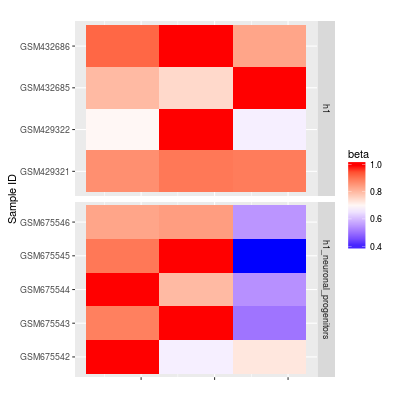 Sample ID
GSM432686
GSM432685
GSM429322
GSM429321
h1
GSM675546
GSM675545
GSM675544
GSM675543
GSM675542
h1_neuronal_progenitors
beta
1.0
0.8
0.6
0.4